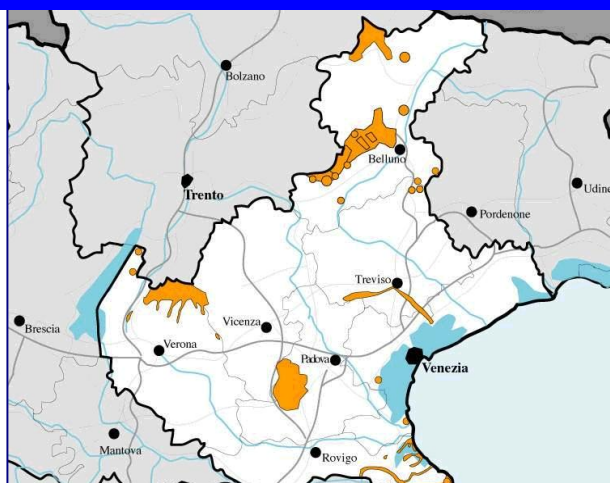 Bolzano
Belluno
Trento
Udine
Pordenone
Treviso
Brescia
Vicenza
Verona
Padova
Venezia
Mantova
Rovigo